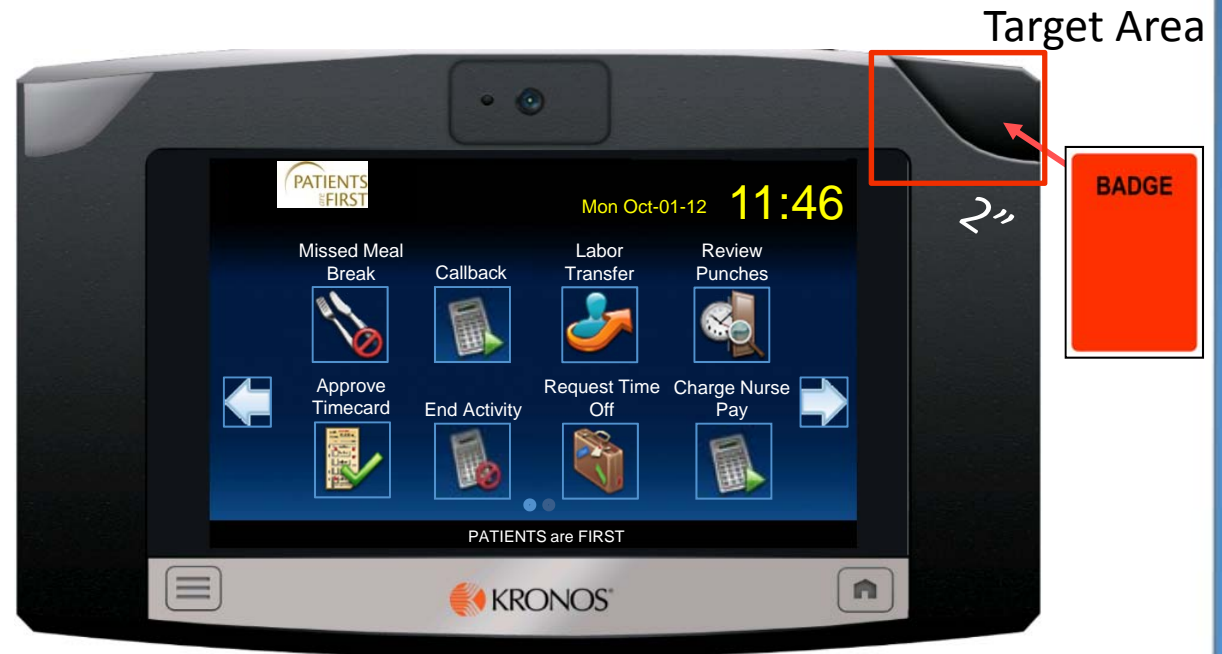 Target Area
BADGE
2”
PATIENTS
are FIRST
Mon Oct-01-12 11:46
Missed Meal
Break
Callback
Labor
Transfer
Review
Punches
Approve
Timecard
End Activity
Request Time
Off
Charge Nurse
Pay
PATIENTS are FIRST
KRONOS